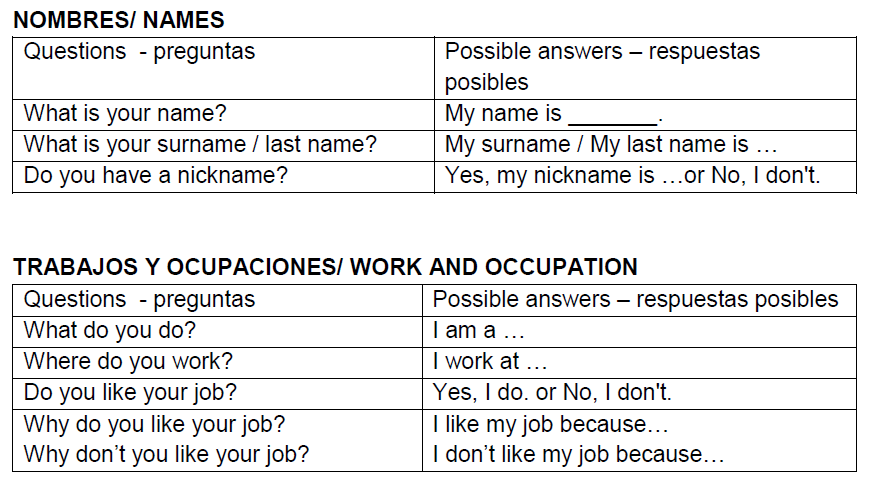 NOMBRES/ NAMES
Questions - preguntas
Possible answers – respuestas
posibles
What is your name?
My name is _______.
What is your surname / last name?
My surname / My last name is …
Do you have a nickname?
Yes, my nickname is …or No, I don't.
TRABAJOS Y OCUPACIONES/ WORK AND OCCUPATION
Questions - preguntas
Possible answers – respuestas posibles
What do you do?
I am a …
Where do you work?
I work at …
Do you like your job?
Yes, I do. or No, I don't.
Why do you like your job?
I like my job because…
Why don’t you like your job?
I don’t like my job because…